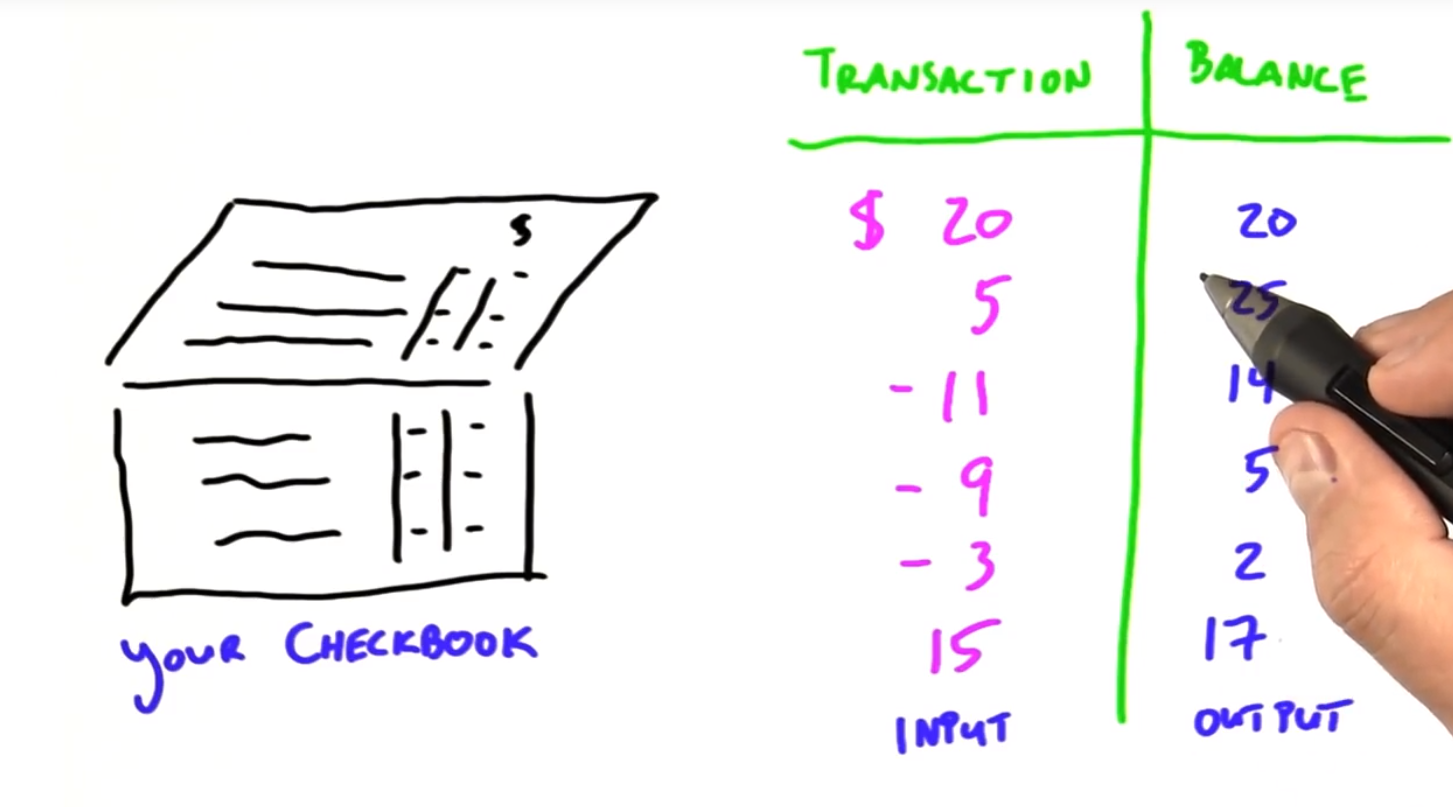 TRANSACTION BALANCE
$
$ 20 20
5 25
- 11 14
- 9 5
- 3 2
15 17
YOUR CHECKBOOK
INPUT OUTPUT